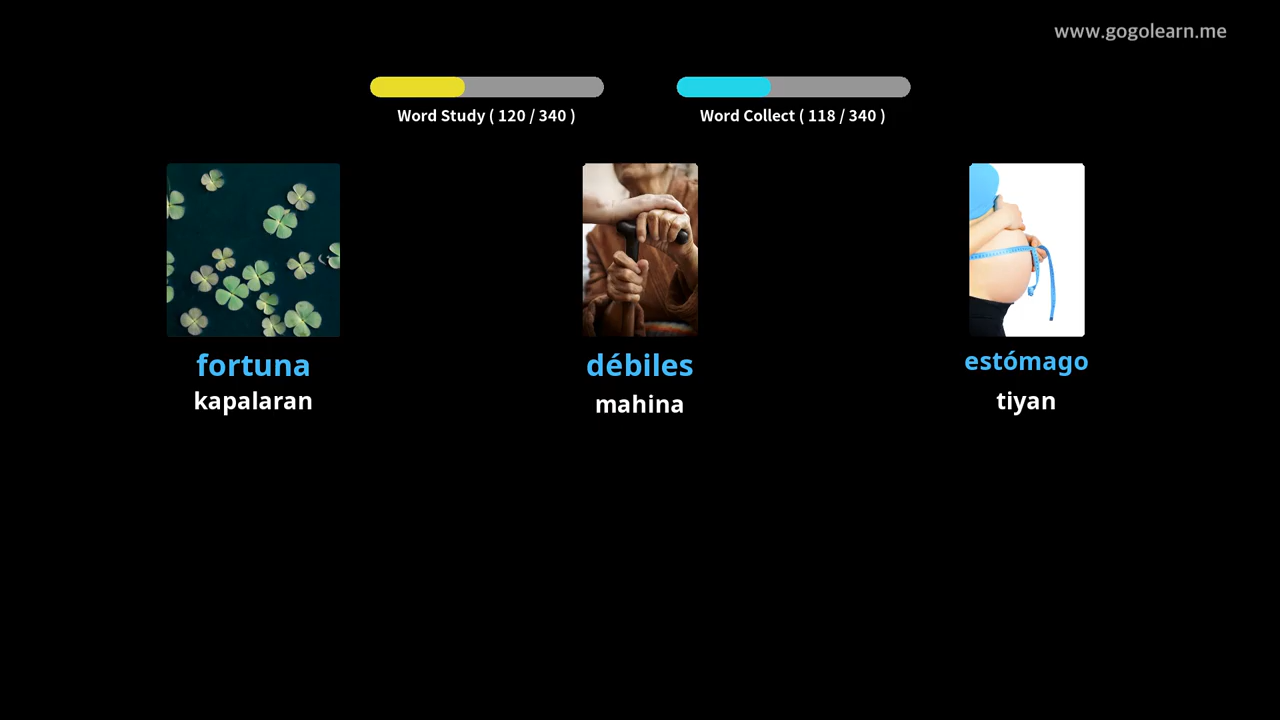 www.gogolearn.me
Word Study ( 120 / 340 )
Word Collect ( 118 / 340 )
fortuna
kapalaran
débiles
mahina
estómago
tiyan